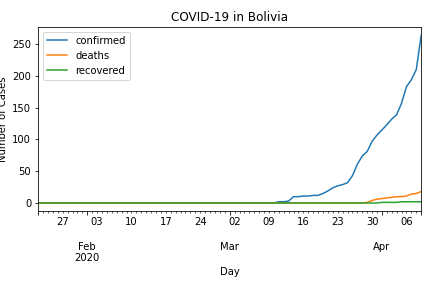 COVID-19 in Bolivia
confirmed
deaths
recovered
Number of Cases
250
200
150
100
50
0
27 03 10 17 24 02 09 16 23 30 06
Feb Mar Apr
2020
Day